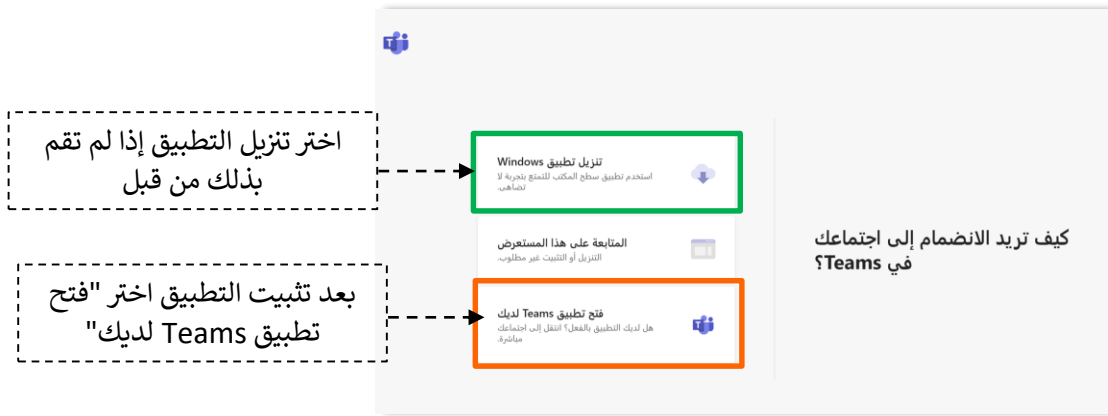 كيف تريد الانضمام إلى اجتماعك
في Teams؟
اختر تنزيل التطبيق إذا لم تقم
بذلك من قبل
تنزيل تطبيق Windows
استخدم تطبيق سطح المكتب للتمتع بتجربة لا
تضاهى.
المتابعة على هذا المستعرض
التنزيل أو التثبيت غير مطلوب.
بعد تثبيت التطبيق اختر "فتح
تطبيق Teams لديك"
فتح تطبيق Teams لديك
هل لديك التطبيق بالفعل؟ انتقل إلى اجتماعك
مباشرة.